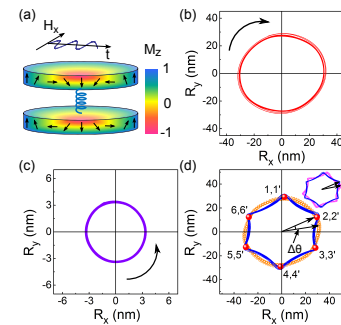 (a)
H_x
t
M_z
1
0
-1
(b)
R_y (nm)
40
20
0
-20
-40
-40 -20 0 20 40
R_x (nm)
(c)
R_y (nm)
6
3
0
-3
-6
-6 -3 0 3 6
R_x (nm)
(d)
R_y (nm)
40
20
0
-20
-40
1,1'
2,2'
3,3'
4,4'
5,5'
6,6'
Δθ
-40 -20 0 20 40
R_x (nm)